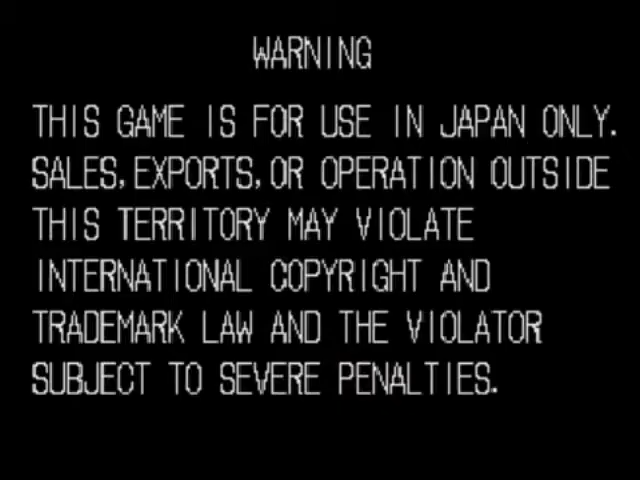 WARNING
THIS GAME IS FOR USE IN JAPAN ONLY.
SALES,EXPORTS,OR OPERATION OUTSIDE
THIS TERRITORY MAY VIOLATE
INTERNATIONAL COPYRIGHT AND
TRADEMARK LAW AND THE VIOLATOR
SUBJECT TO SEVERE PENALTIES.